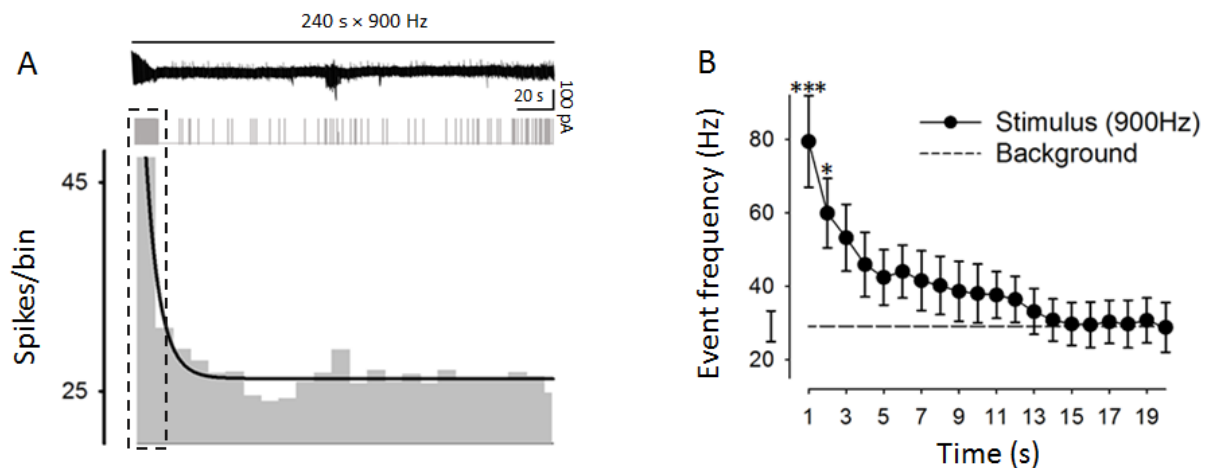 240 s × 900 Hz
A
20 s
100 pA
45
25
Spikes/bin
B
***
*
Stimulus (900Hz)
Background
80
60
40
20
Event frequency (Hz)
1 3 5 7 9 11 13 15 17 19
Time (s)